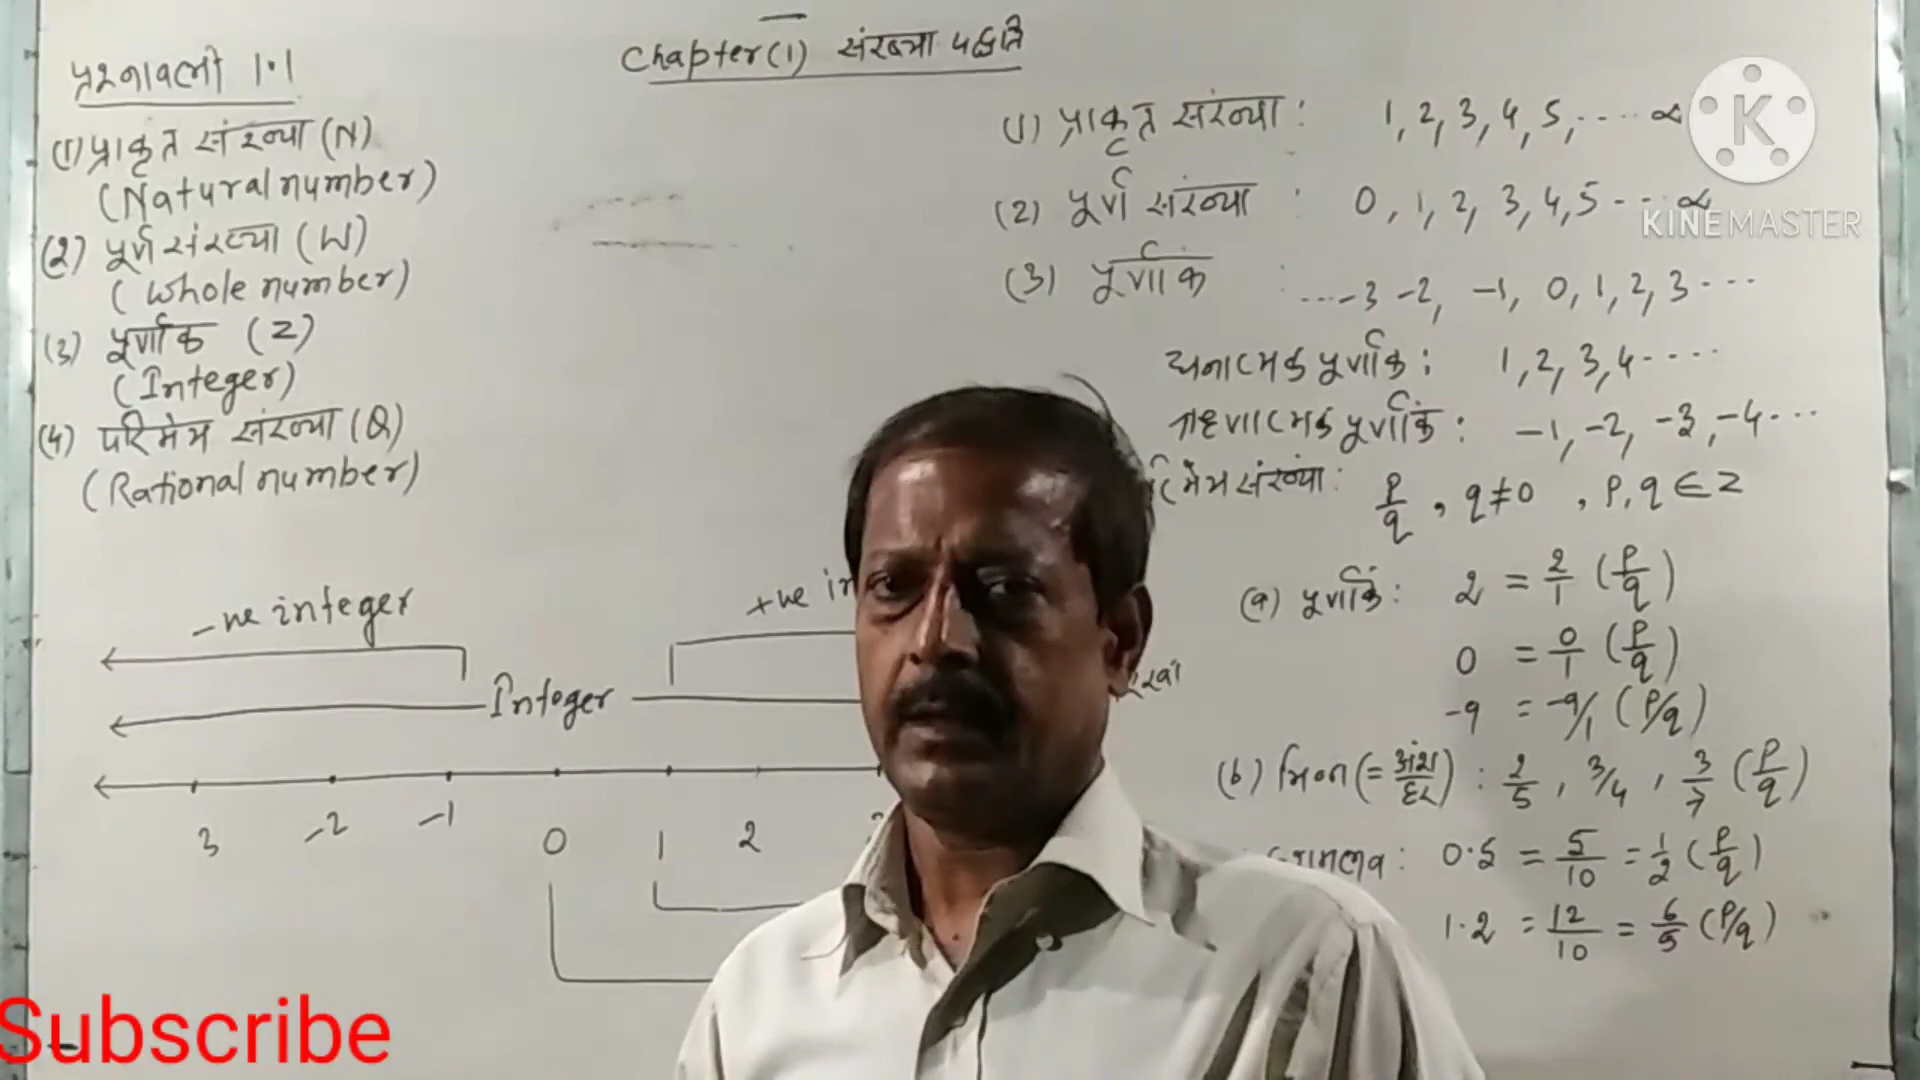 Chapter(1) संख्या पद्धति
प्रश्नावली 1.1
(1) प्राकृत संख्या (N)
(Natural number)
(2) पूर्ण संख्या (W)
(Whole number)
(3) पूर्णांक (Z)
(Integer)
(4) परिमेय संख्या (Q)
(Rational number)
(1) प्राकृत संख्या : 1, 2, 3, 4, 5, .... ∝
(2) पूर्ण संख्या : 0, 1, 2, 3, 4, 5 - - - ∝
(3) पूर्णांक : ...-3 -2, -1, 0, 1, 2, 3 ---
धनात्मक पूर्णांक : 1, 2, 3, 4 ----
ऋणात्मक पूर्णांक : -1, -2, -3, -4 ...
संख्या : p/q , q≠0 , p, q ∈ Z
(a) पूर्णांक : 2 = 2/1 (p/q)
0 = 0/1 (p/q)
-9 = -9/1 (p/q)
(b) भिन्न (= अंश/हर) : 2/5 , 3/4 , 3/7 (p/q)
0.5 = 5/10 = 1/2 (p/q)
1.2 = 12/10 = 6/5 (p/q)
-ve integer
+ve in
Integer
3 -2 -1 0 1 2
K
KINEMASTER
Subscribe